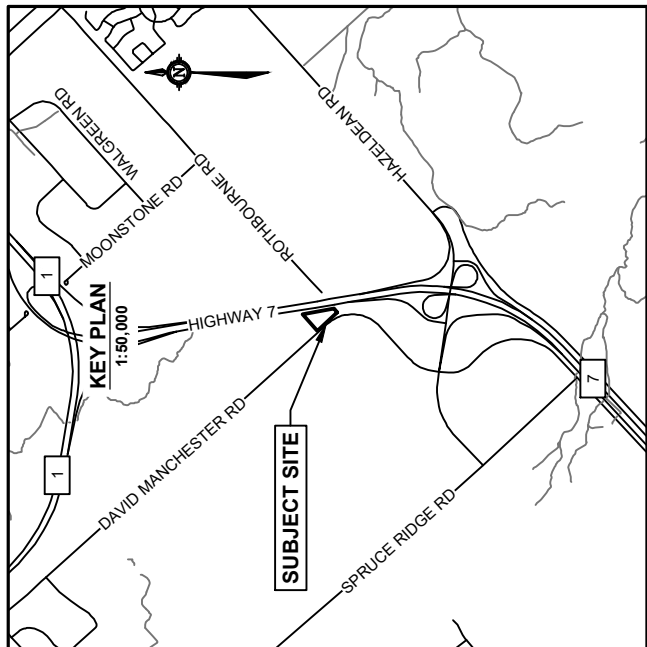 WALGREEN RD
N
MOONSTONE RD
ROTHBOURNE RD
HAZELDEAN RD
1
KEY PLAN
1:50,000
HIGHWAY 7
1
DAVID MANCHESTER RD
SUBJECT SITE
SPRUCE RIDGE RD
7